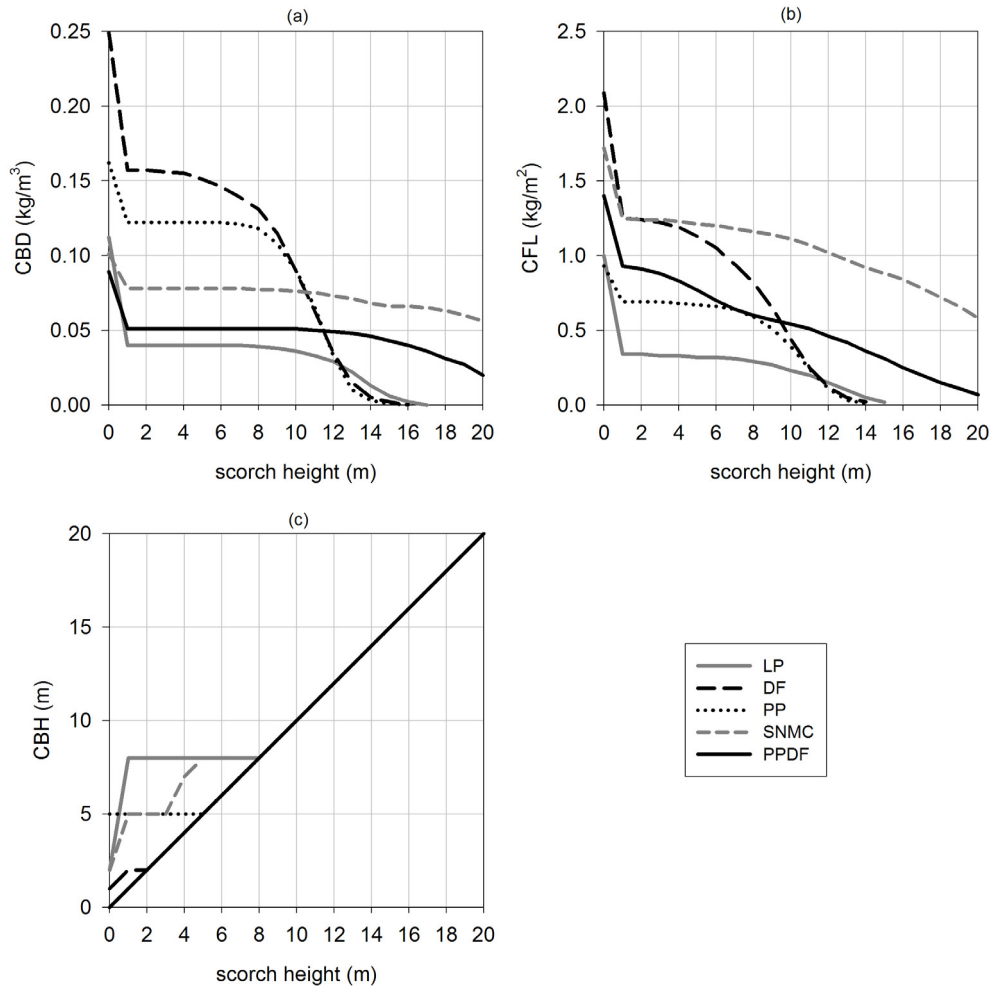 (a)
CBD (kg/m³)
0.25
0.20
0.15
0.10
0.05
0.00
0 2 4 6 8 10 12 14 16 18 20
scorch height (m)
(b)
CFL (kg/m²)
2.5
2.0
1.5
1.0
0.5
0.0
0 2 4 6 8 10 12 14 16 18 20
scorch height (m)
(c)
CBH (m)
20
15
10
5
0
0 2 4 6 8 10 12 14 16 18 20
scorch height (m)
LP
DF
PP
SNMC
PPDF